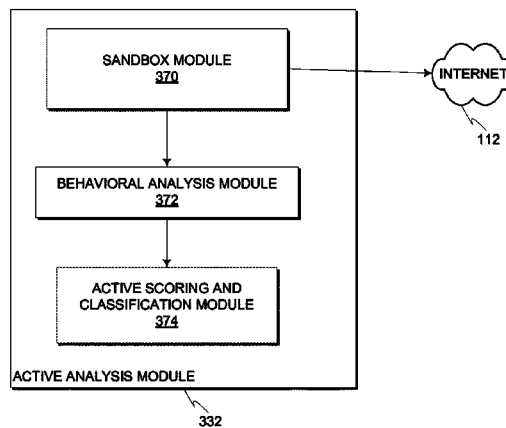 SANDBOX MODULE
370
INTERNET
112
BEHAVIORAL ANALYSIS MODULE
372
ACTIVE SCORING AND
CLASSIFICATION MODULE
374
ACTIVE ANALYSIS MODULE
332